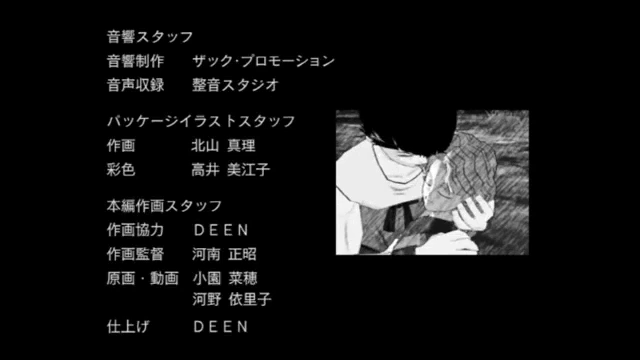 音響スタッフ
音響制作 ザック・プロモーション
音声収録 整音スタジオ
パッケージイラストスタッフ
作画 北山 真理
彩色 高井 美江子
本編作画スタッフ
作画協力 ＤＥＥＮ
作画監督 河南 正昭
原画・動画 小園 菜穂
河野 依里子
仕上げ ＤＥＥＮ